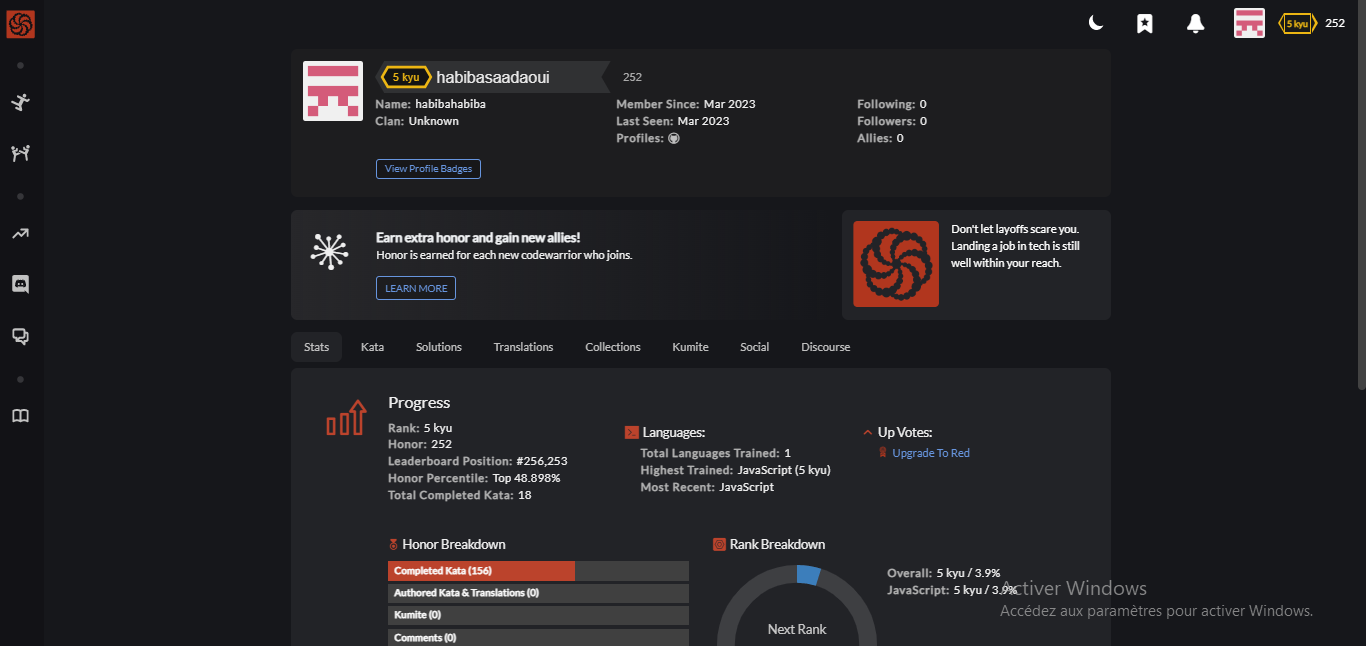 5 kyu 252
5 kyu habibasaadaoui 252
Name: habibahabiba
Clan: Unknown
Member Since: Mar 2023
Last Seen: Mar 2023
Profiles:
Following: 0
Followers: 0
Allies: 0
View Profile Badges
Earn extra honor and gain new allies!
Honor is earned for each new codewarrior who joins.
LEARN MORE
Don't let layoffs scare you.
Landing a job in tech is still
well within your reach.
Stats Kata Solutions Translations Collections Kumite Social Discourse
Progress
Rank: 5 kyu
Honor: 252
Leaderboard Position: #256,253
Honor Percentile: Top 48.898%
Total Completed Kata: 18
Languages:
Total Languages Trained: 1
Highest Trained: JavaScript (5 kyu)
Most Recent: JavaScript
Up Votes:
Upgrade To Red
Honor Breakdown
Completed Kata (156)
Authored Kata & Translations (0)
Kumite (0)
Comments (0)
Rank Breakdown
Next Rank
Overall: 5 kyu / 3.9%
JavaScript: 5 kyu / 3.9%
Activer Windows
Accédez aux paramètres pour activer Windows.